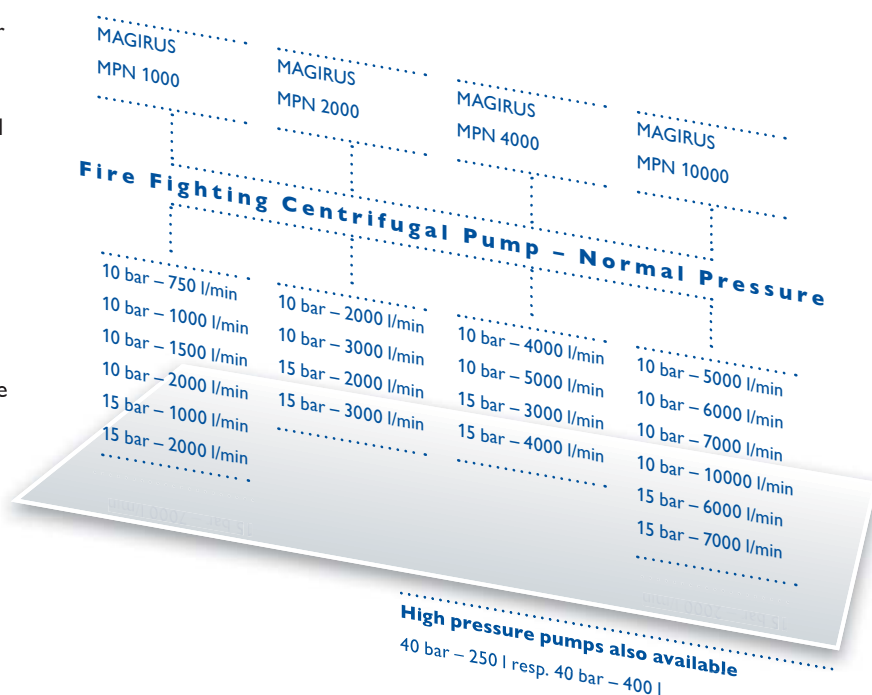 MAGIRUS
MPN 1000
MAGIRUS
MPN 2000
MAGIRUS
MPN 4000
MAGIRUS
MPN 10000
Fire Fighting Centrifugal Pump – Normal Pressure
10 bar – 750 l/min
10 bar – 1000 l/min
10 bar – 1500 l/min
10 bar – 2000 l/min
15 bar – 1000 l/min
15 bar – 2000 l/min
10 bar – 2000 l/min
10 bar – 3000 l/min
15 bar – 2000 l/min
15 bar – 3000 l/min
10 bar – 4000 l/min
10 bar – 5000 l/min
15 bar – 3000 l/min
15 bar – 4000 l/min
10 bar – 5000 l/min
10 bar – 6000 l/min
10 bar – 7000 l/min
10 bar – 10000 l/min
15 bar – 6000 l/min
15 bar – 7000 l/min
High pressure pumps also available
40 bar – 250 l resp. 40 bar – 400 l